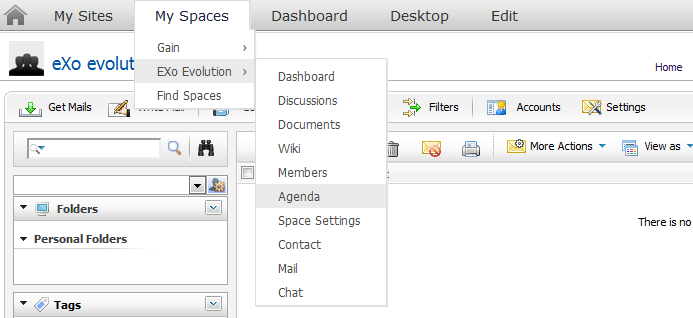 My Sites My Spaces Dashboard Desktop Edit
eXo evolut Gain Home
EXo Evolution Dashboard
Find Spaces Discussions
Get Mails Filters Accounts Settings
Documents
Wiki More Actions View as
Members
Agenda
Folders Space Settings There is no
Personal Folders Contact
Mail
Tags Chat